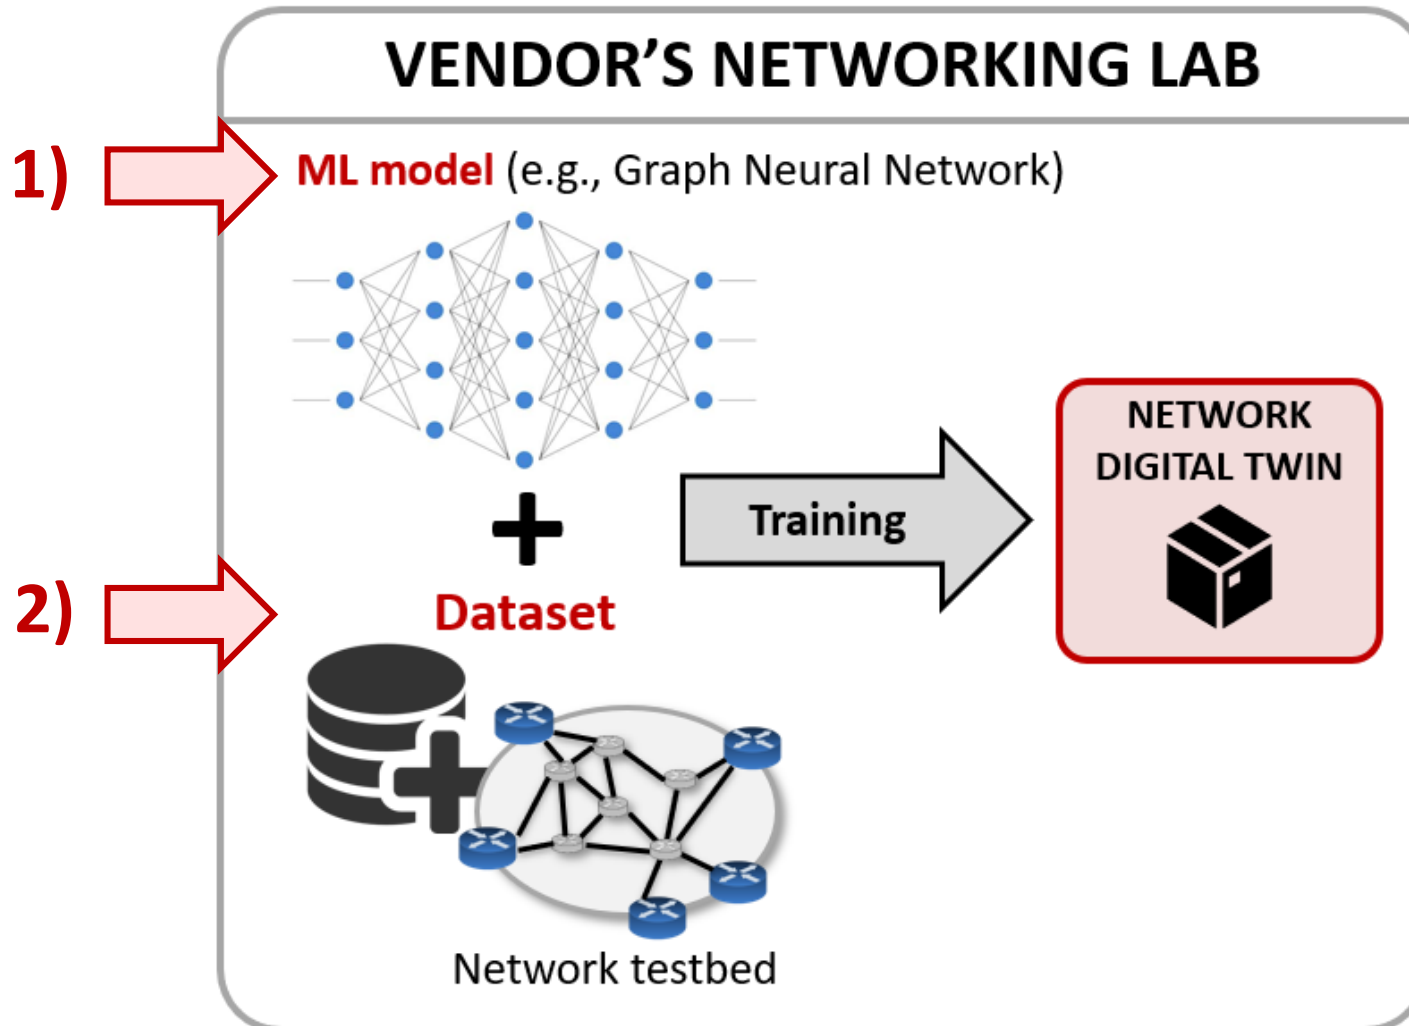 VENDOR’S NETWORKING LAB
1)
ML model (e.g., Graph Neural Network)
NETWORK
DIGITAL TWIN
Training
2)
Dataset
Network testbed